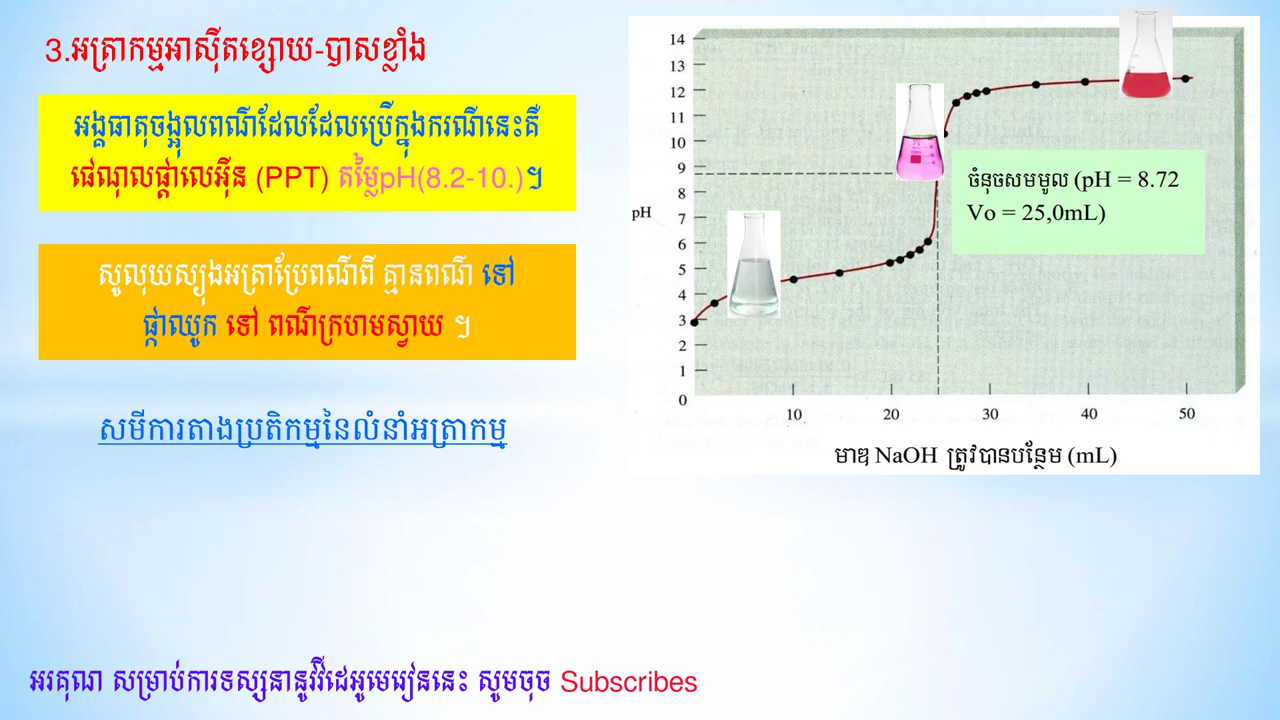 3.អត្រាកម្មអាស៊ីតខ្សោយ-បាសខ្លាំង
អង្គធាតុចង្អុលពណ៌ដែលដែលប្រើក្នុងករណីនេះគឺ
ផេណុលផ្តាលេអ៊ីន (PPT) តម្លៃpH(8.2-10.)។
សូលុយស្យុងអត្រាប្រែពណ៌ពី គ្មានពណ៌ ទៅ
ផ្កាឈូក ទៅ ពណ៌ក្រហមស្វាយ ។
សមីការតាងប្រតិកម្មនៃលំនាំអត្រាកម្ម
14
13
12
11
10
9
8
pH
7
6
5
4
3
2
1
0
10
20
30
40
50
ចំនុចសមមូល (pH = 8.72
Vo = 25,0mL)
មាឌ NaOH ត្រូវបានបន្ថែម (mL)
អរគុណ សម្រាប់ការទស្សនានូវវីដេអូមេរៀននេះ សូមចុច Subscribes